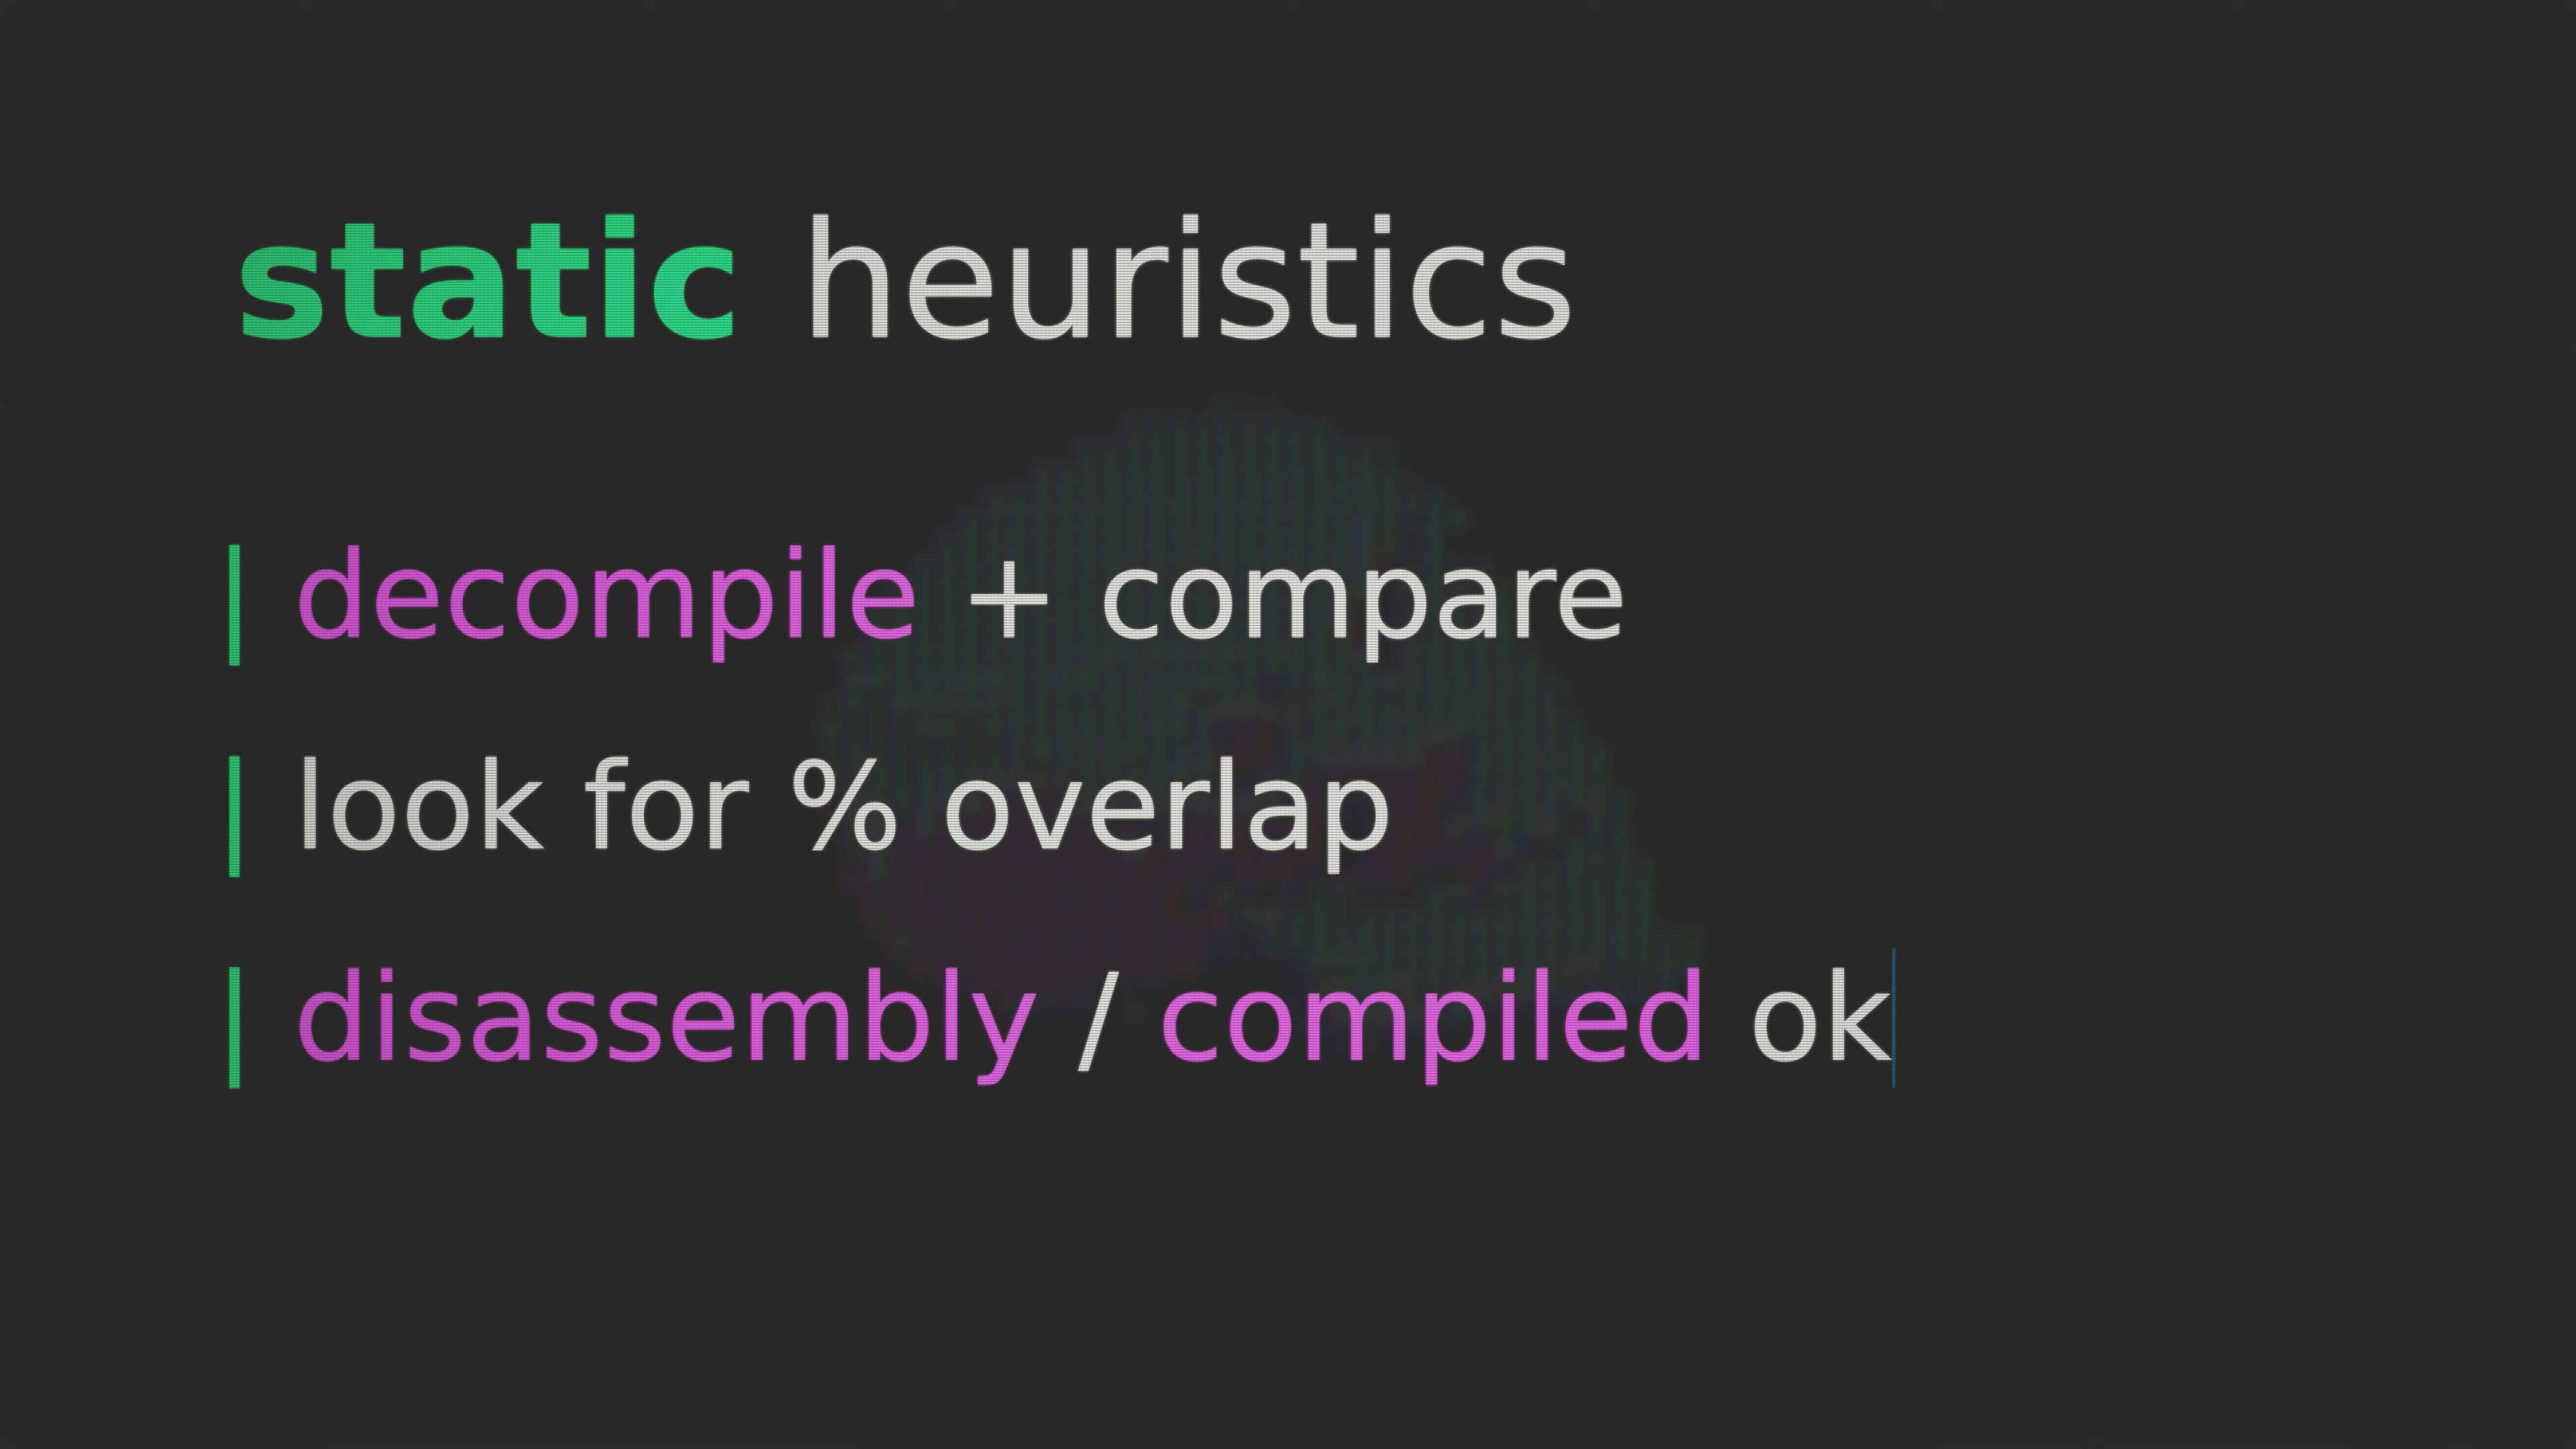 static heuristics
| decompile + compare
| look for % overlap
| disassembly / compiled ok